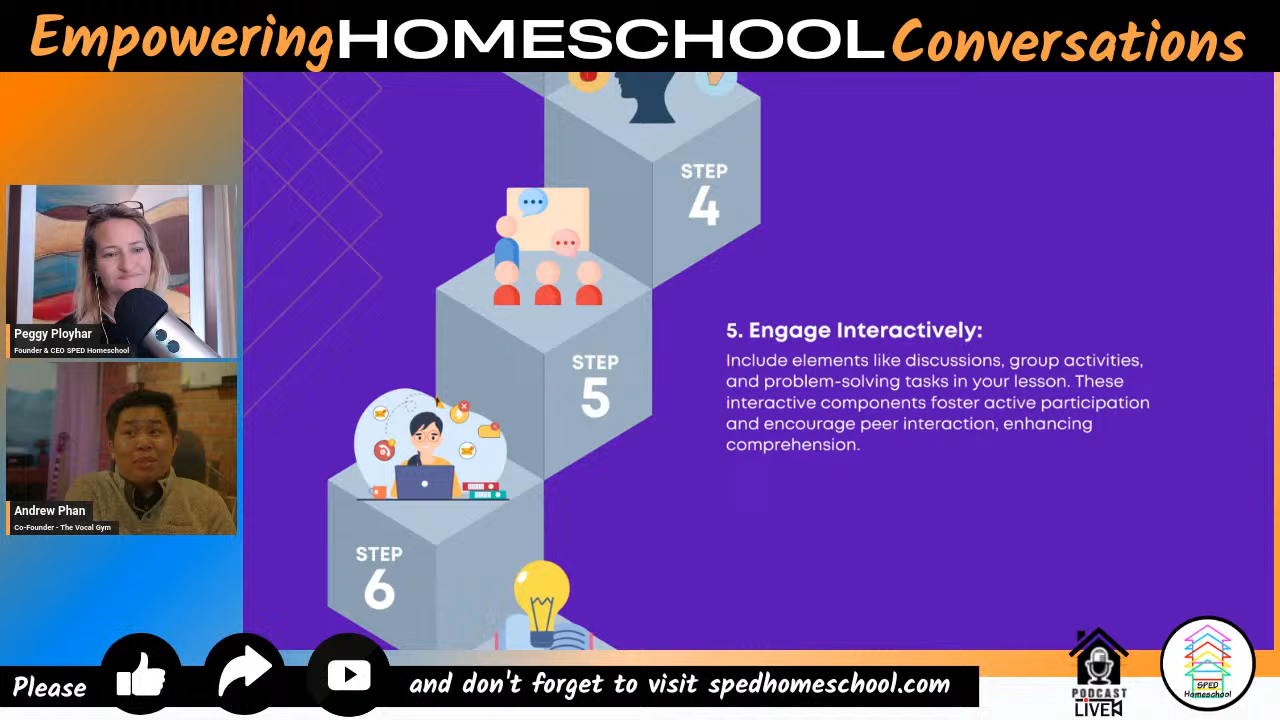 Empowering HOMESCHOOL Conversations
STEP
4
STEP
5
5. Engage Interactively:
Include elements like discussions, group activities,
and problem-solving tasks in your lesson. These
interactive components foster active participation
and encourage peer interaction, enhancing
comprehension.
STEP
6
Peggy Ployhar
Founder & CEO SPED Homeschool
Andrew Phan
Co-Founder - The Vocal Gym
Please
and don't forget to visit spedhomeschool.com
PODCAST
LIVE
SPED
Homeschool